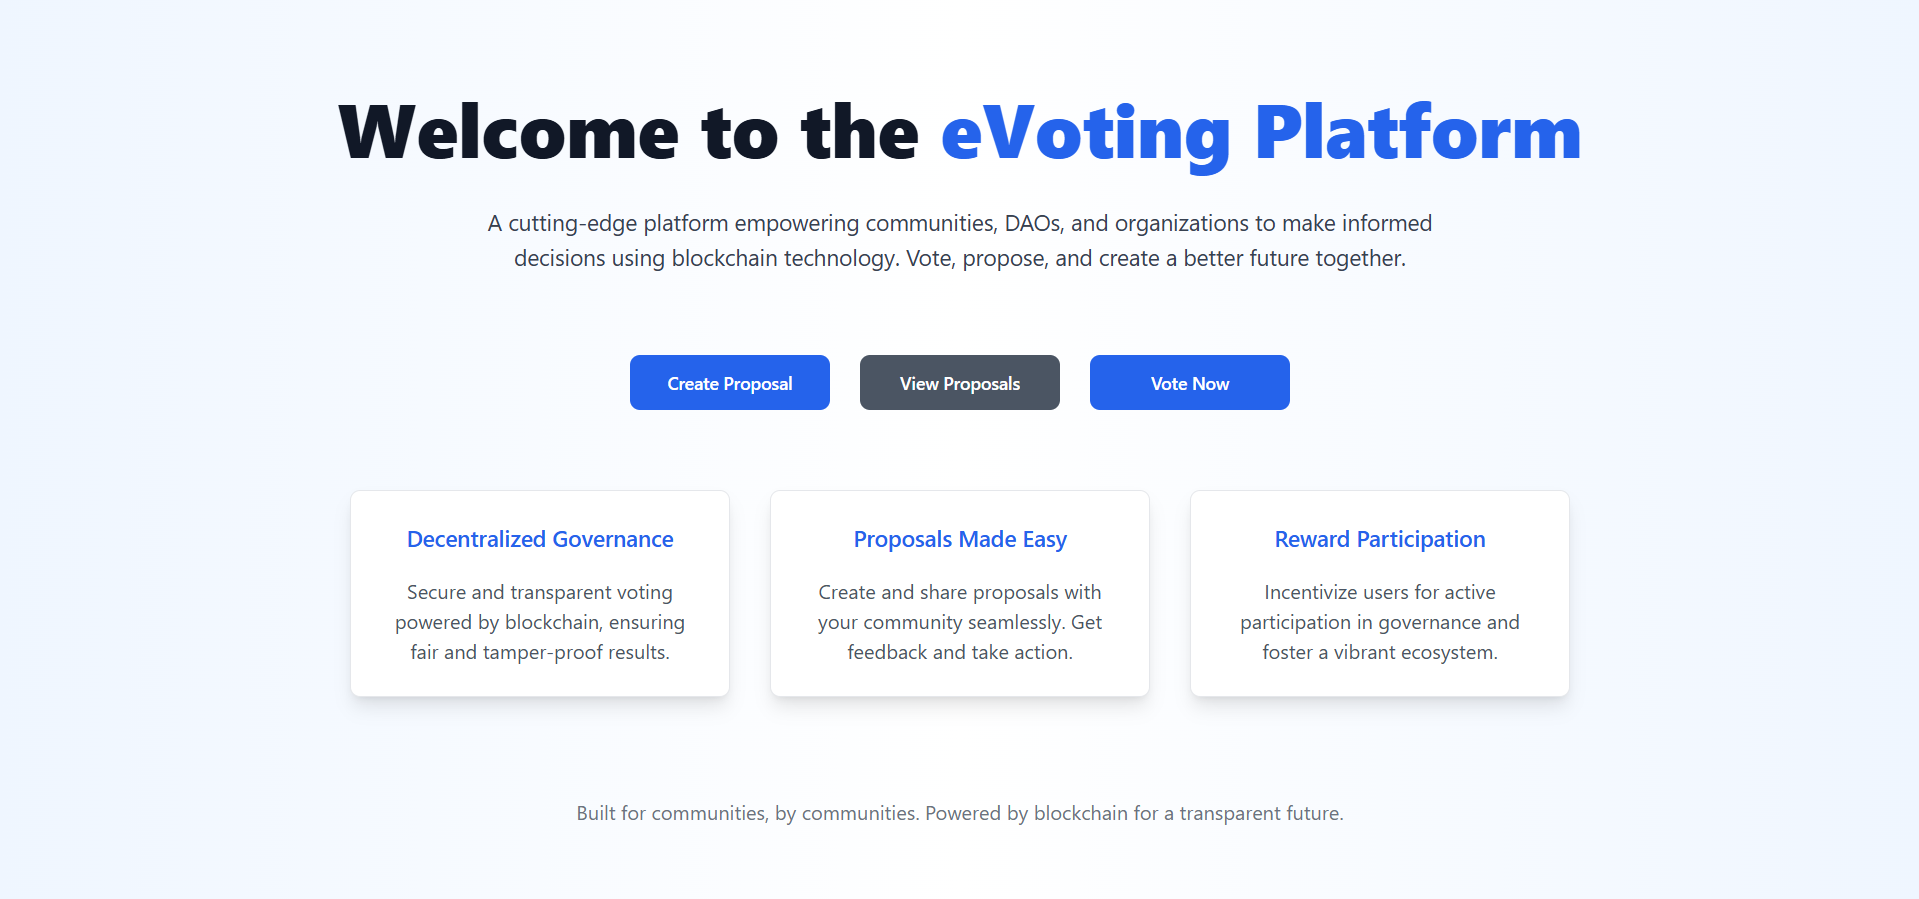 Welcome to the eVoting Platform
A cutting-edge platform empowering communities, DAOs, and organizations to make informed
decisions using blockchain technology. Vote, propose, and create a better future together.
Create Proposal
View Proposals
Vote Now
Decentralized Governance
Secure and transparent voting
powered by blockchain, ensuring
fair and tamper-proof results.
Proposals Made Easy
Create and share proposals with
your community seamlessly. Get
feedback and take action.
Reward Participation
Incentivize users for active
participation in governance and
foster a vibrant ecosystem.
Built for communities, by communities. Powered by blockchain for a transparent future.